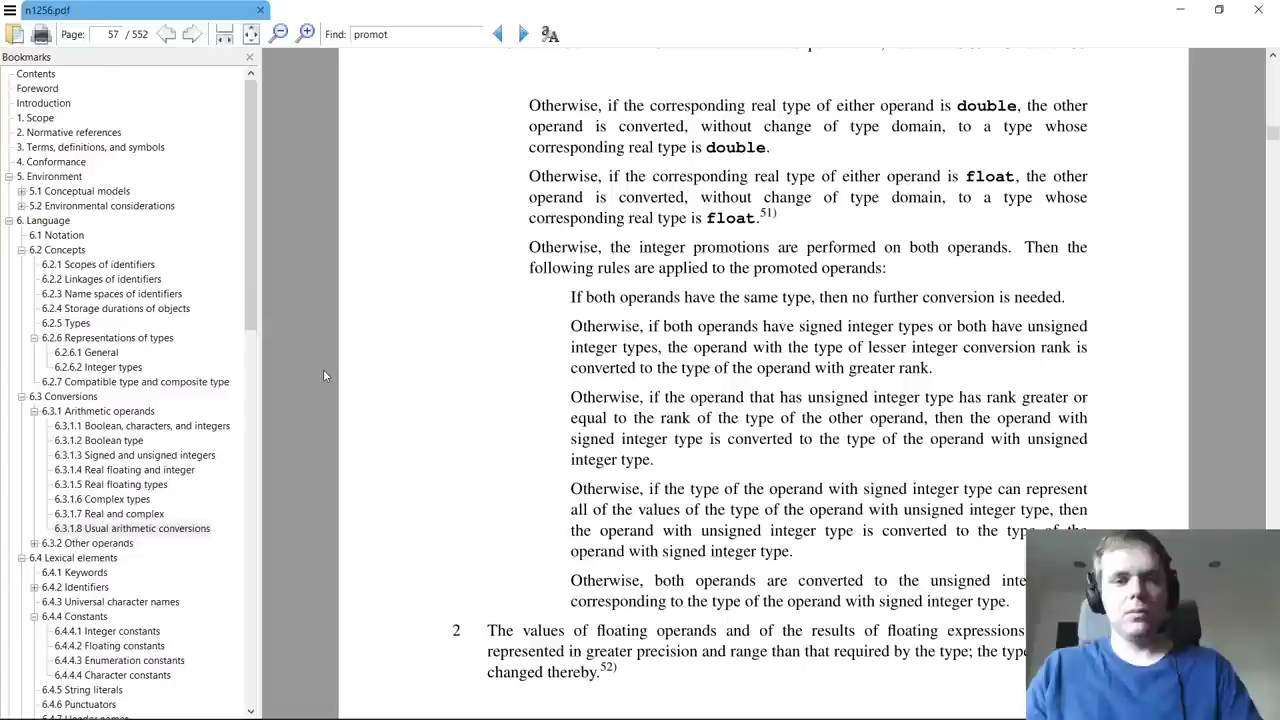 n1256.pdf
Page: 57 / 552 Find: promot
Bookmarks
Contents
Foreword
Introduction
1. Scope
2. Normative references
3. Terms, definitions, and symbols
4. Conformance
5. Environment
5.1 Conceptual models
5.2 Environmental considerations
6. Language
6.1 Notation
6.2 Concepts
6.2.1 Scopes of identifiers
6.2.2 Linkages of identifiers
6.2.3 Name spaces of identifiers
6.2.4 Storage durations of objects
6.2.5 Types
6.2.6 Representations of types
6.2.6.1 General
6.2.6.2 Integer types
6.2.7 Compatible type and composite type
6.3 Conversions
6.3.1 Arithmetic operands
6.3.1.1 Boolean, characters, and integers
6.3.1.2 Boolean type
6.3.1.3 Signed and unsigned integers
6.3.1.4 Real floating and integer
6.3.1.5 Real floating types
6.3.1.6 Complex types
6.3.1.7 Real and complex
6.3.1.8 Usual arithmetic conversions
6.3.2 Other operands
6.4 Lexical elements
6.4.1 Keywords
6.4.2 Identifiers
6.4.3 Universal character names
6.4.4 Constants
6.4.4.1 Integer constants
6.4.4.2 Floating constants
6.4.4.3 Enumeration constants
6.4.4.4 Character constants
6.4.5 String literals
6.4.6 Punctuators
6.4.7 Header names
Otherwise, if the corresponding real type of either operand is double, the other
operand is converted, without change of type domain, to a type whose
corresponding real type is double.
Otherwise, if the corresponding real type of either operand is float, the other
operand is converted, without change of type domain, to a type whose
corresponding real type is float.51)
Otherwise, the integer promotions are performed on both operands. Then the
following rules are applied to the promoted operands:
If both operands have the same type, then no further conversion is needed.
Otherwise, if both operands have signed integer types or both have unsigned
integer types, the operand with the type of lesser integer conversion rank is
converted to the type of the operand with greater rank.
Otherwise, if the operand that has unsigned integer type has rank greater or
equal to the rank of the type of the other operand, then the operand with
signed integer type is converted to the type of the operand with unsigned
integer type.
Otherwise, if the type of the operand with signed integer type can represent
all of the values of the type of the operand with unsigned integer type, then
the operand with unsigned integer type is converted to the type of the
operand with signed integer type.
Otherwise, both operands are converted to the unsigned inte
corresponding to the type of the operand with signed integer type.
2 The values of floating operands and of the results of floating expressions
represented in greater precision and range than that required by the type; the type
changed thereby.52)